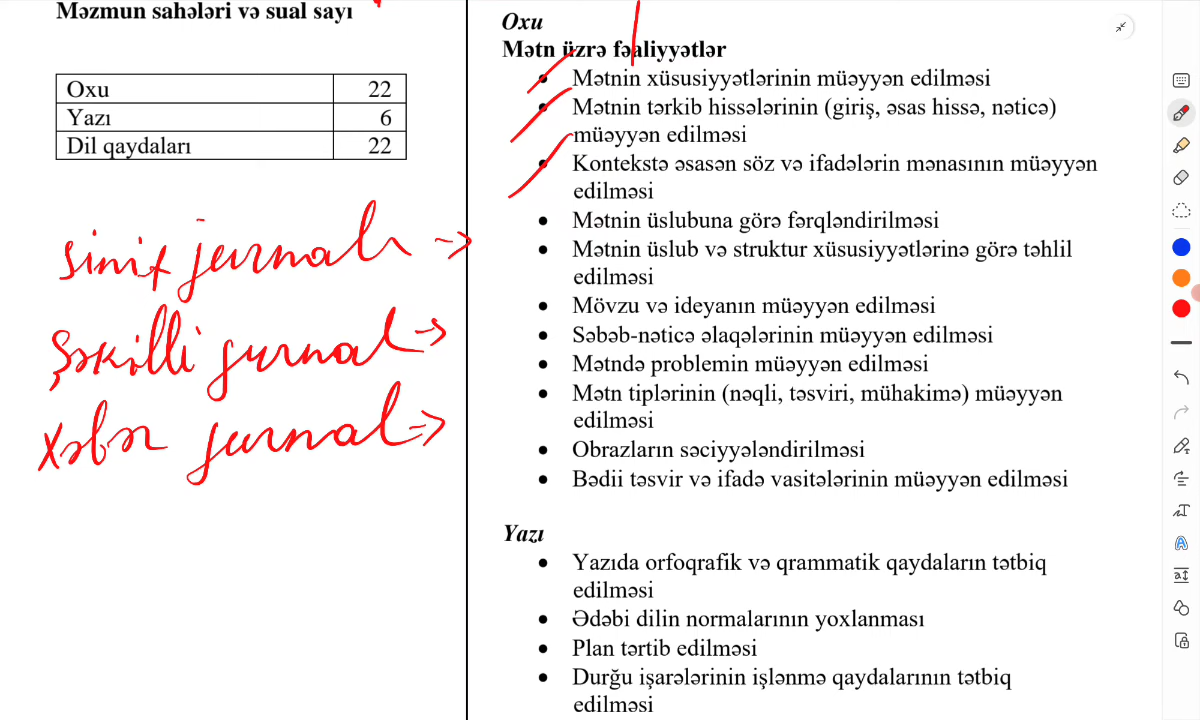 Məzmun sahələri və sual sayı
Oxu 22
Yazı 6
Dil qaydaları 22
sinif jurnalı →
şəkilli jurnal →
xəbər jurnal →
Oxu
Mətn üzrə fəaliyyətlər
• Mətnin xüsusiyyətlərinin müəyyən edilməsi
• Mətnin tərkib hissələrinin (giriş, əsas hissə, nəticə)
müəyyən edilməsi
• Kontekstə əsasən söz və ifadələrin mənasının müəyyən
edilməsi
• Mətnin üslubuna görə fərqləndirilməsi
• Mətnin üslub və struktur xüsusiyyətlərinə görə təhlil
edilməsi
• Mövzu və ideyanın müəyyən edilməsi
• Səbəb-nəticə əlaqələrinin müəyyən edilməsi
• Mətndə problemin müəyyən edilməsi
• Mətn tiplərinin (nəqli, təsviri, mühakimə) müəyyən
edilməsi
• Obrazların səciyyələndirilməsi
• Bədii təsvir və ifadə vasitələrinin müəyyən edilməsi
Yazı
• Yazıda orfoqrafik və qrammatik qaydaların tətbiq
edilməsi
• Ədəbi dilin normalarının yoxlanması
• Plan tərtib edilməsi
• Durğu işarələrinin işlənmə qaydalarının tətbiq
edilməsi